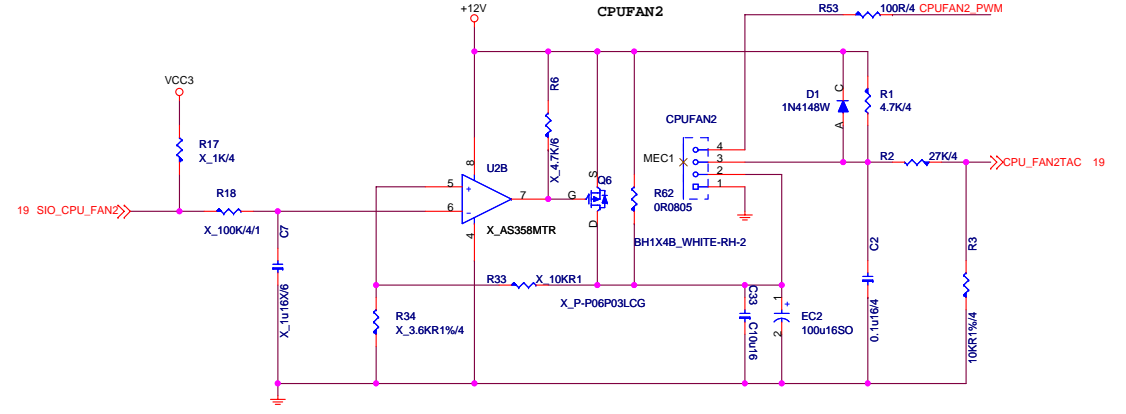 CPUFAN2
+12V
R53
100R/4
CPUFAN2_PWM
VCC3
R6
X_4.7K/6
D1
1N4148W
C
A
R1
4.7K/4
R17
X_1K/4
CPUFAN2
MEC1
4
3
2
1
R2
27K/4
CPU_FAN2TAC 19
8
U2B
5
+
6
-
7
4
X_AS358MTR
G
S
D
Q6
R62
0R0805
BH1X4B_WHITE-RH-2
R18
X_100K/4/1
19 SIO_CPU_FAN2
C7
X_1u16X/6
R33
X_10KR1
X_P-P06P03LCG
R34
X_3.6KR1%/4
C33
C10u16
1
+
2
EC2
100u16SO
C2
0.1u16/4
R3
10KR1%/4